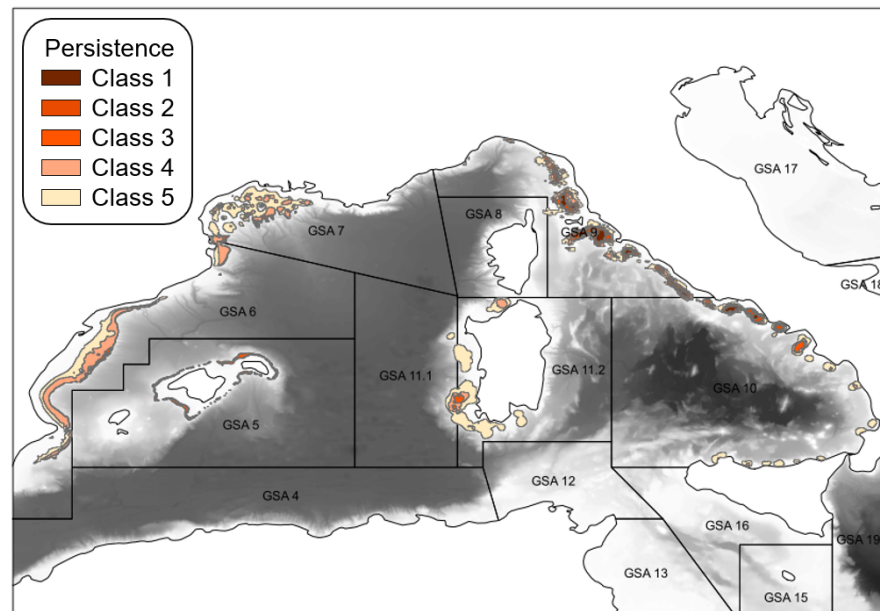 Persistence
Class 1
Class 2
Class 3
Class 4
Class 5
GSA 17
GSA 8
GSA 7
GSA 9
GSA 18
GSA 6
GSA 11.1
GSA 11.2
GSA 10
GSA 5
GSA 12
GSA 4
GSA 16
GSA 19
GSA 13
GSA 15